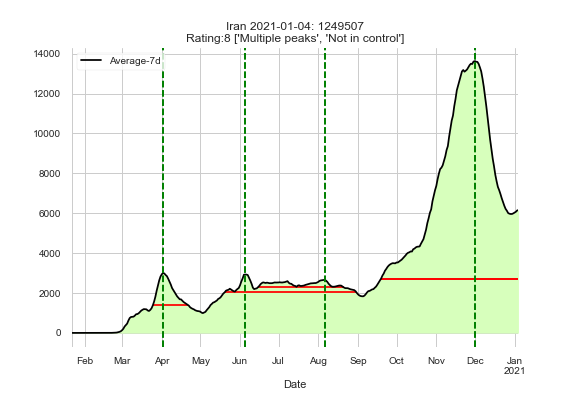 Iran 2021-01-04: 1249507
Rating:8 ['Multiple peaks', 'Not in control']
Average-7d
14000
12000
10000
8000
6000
4000
2000
0
Feb Mar Apr May Jun Jul Aug Sep Oct Nov Dec Jan
2021
Date